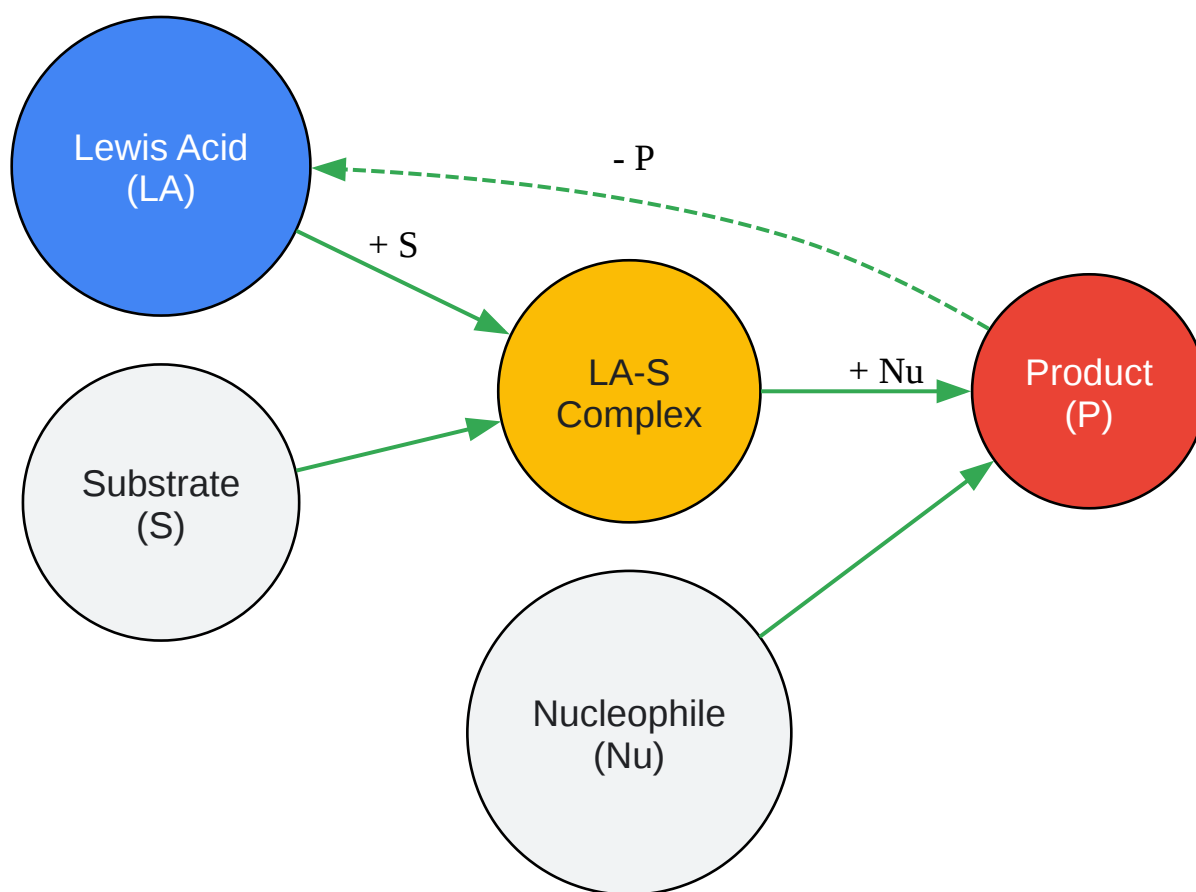 Lewis Acid
(LA)
- P
+ S
LA-S
Complex
+ Nu
Product
(P)
Substrate
(S)
Nucleophile
(Nu)